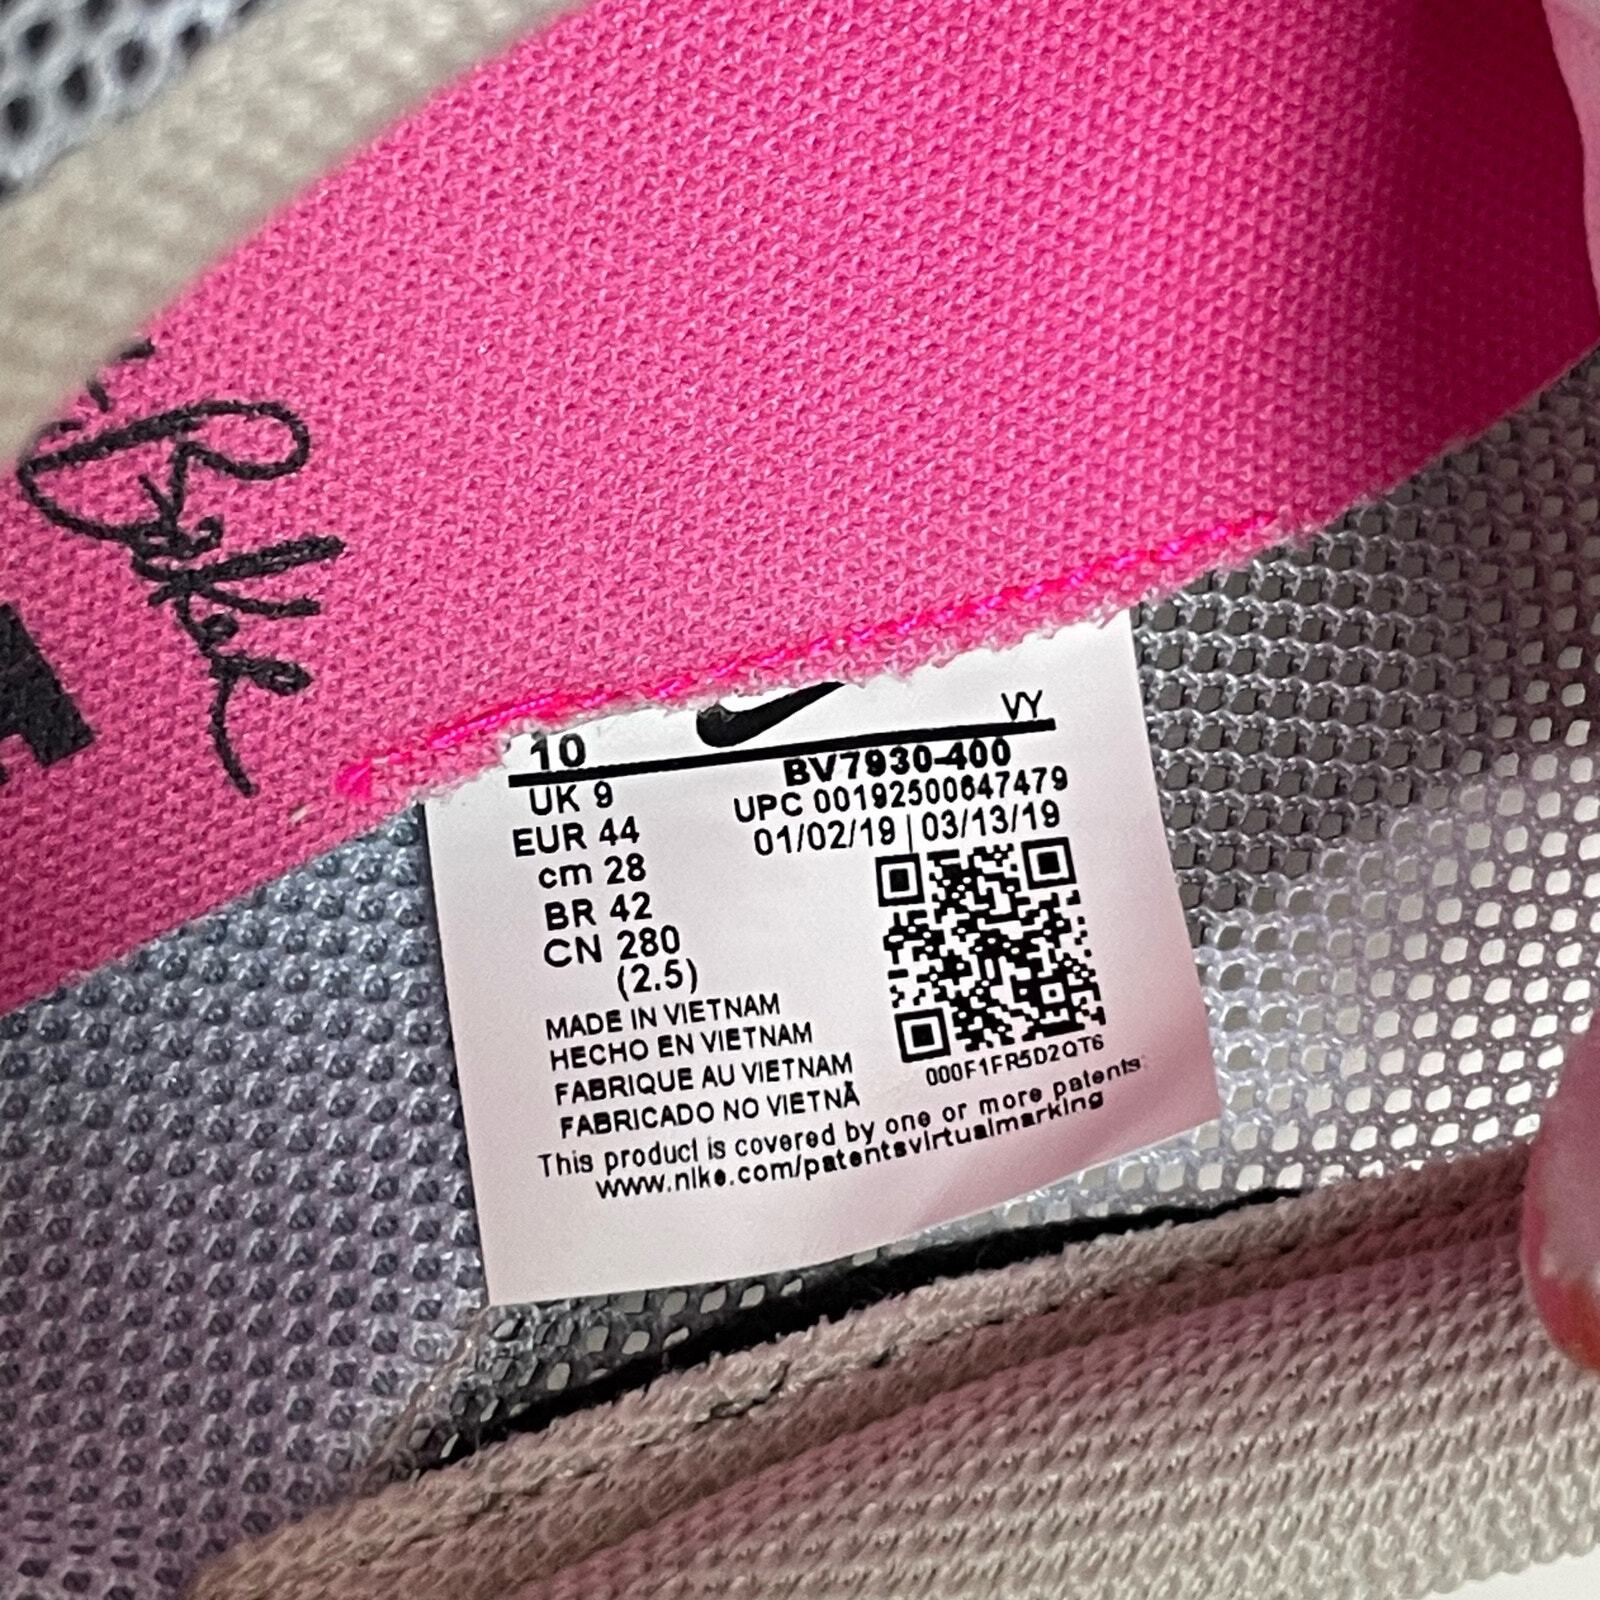 Baker
10
VY
UK 9
BV7930-400
EUR 44
UPC 00192500647479
cm 28
01/02/19 | 03/13/19
BR 42
CN 280
(2.5)
MADE IN VIETNAM
HECHO EN VIETNAM
FABRIQUE AU VIETNAM
FABRICADO NO VIETNÃ
000F1FR5D2QT6
This product is covered by one or more patents.
www.nike.com/patentsvirtualmarking